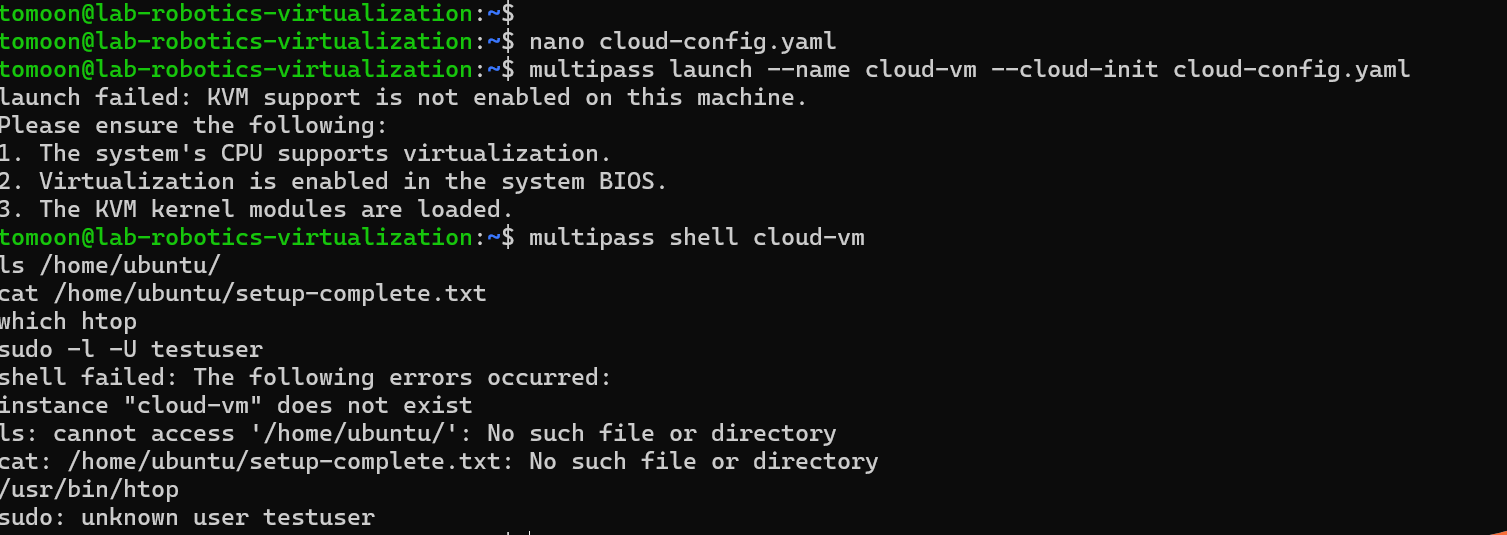 tomoon@lab-robotics-virtualization:~$
tomoon@lab-robotics-virtualization:~$ nano cloud-config.yaml
tomoon@lab-robotics-virtualization:~$ multipass launch --name cloud-vm --cloud-init cloud-config.yaml
launch failed: KVM support is not enabled on this machine.
Please ensure the following:
1. The system's CPU supports virtualization.
2. Virtualization is enabled in the system BIOS.
3. The KVM kernel modules are loaded.
tomoon@lab-robotics-virtualization:~$ multipass shell cloud-vm
ls /home/ubuntu/
cat /home/ubuntu/setup-complete.txt
which htop
sudo -l -U testuser
shell failed: The following errors occurred:
instance "cloud-vm" does not exist
ls: cannot access '/home/ubuntu/': No such file or directory
cat: /home/ubuntu/setup-complete.txt: No such file or directory
/usr/bin/htop
sudo: unknown user testuser